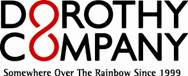 DOROTHY
COMPANY
Somewhere Over The Rainbow Since 1999